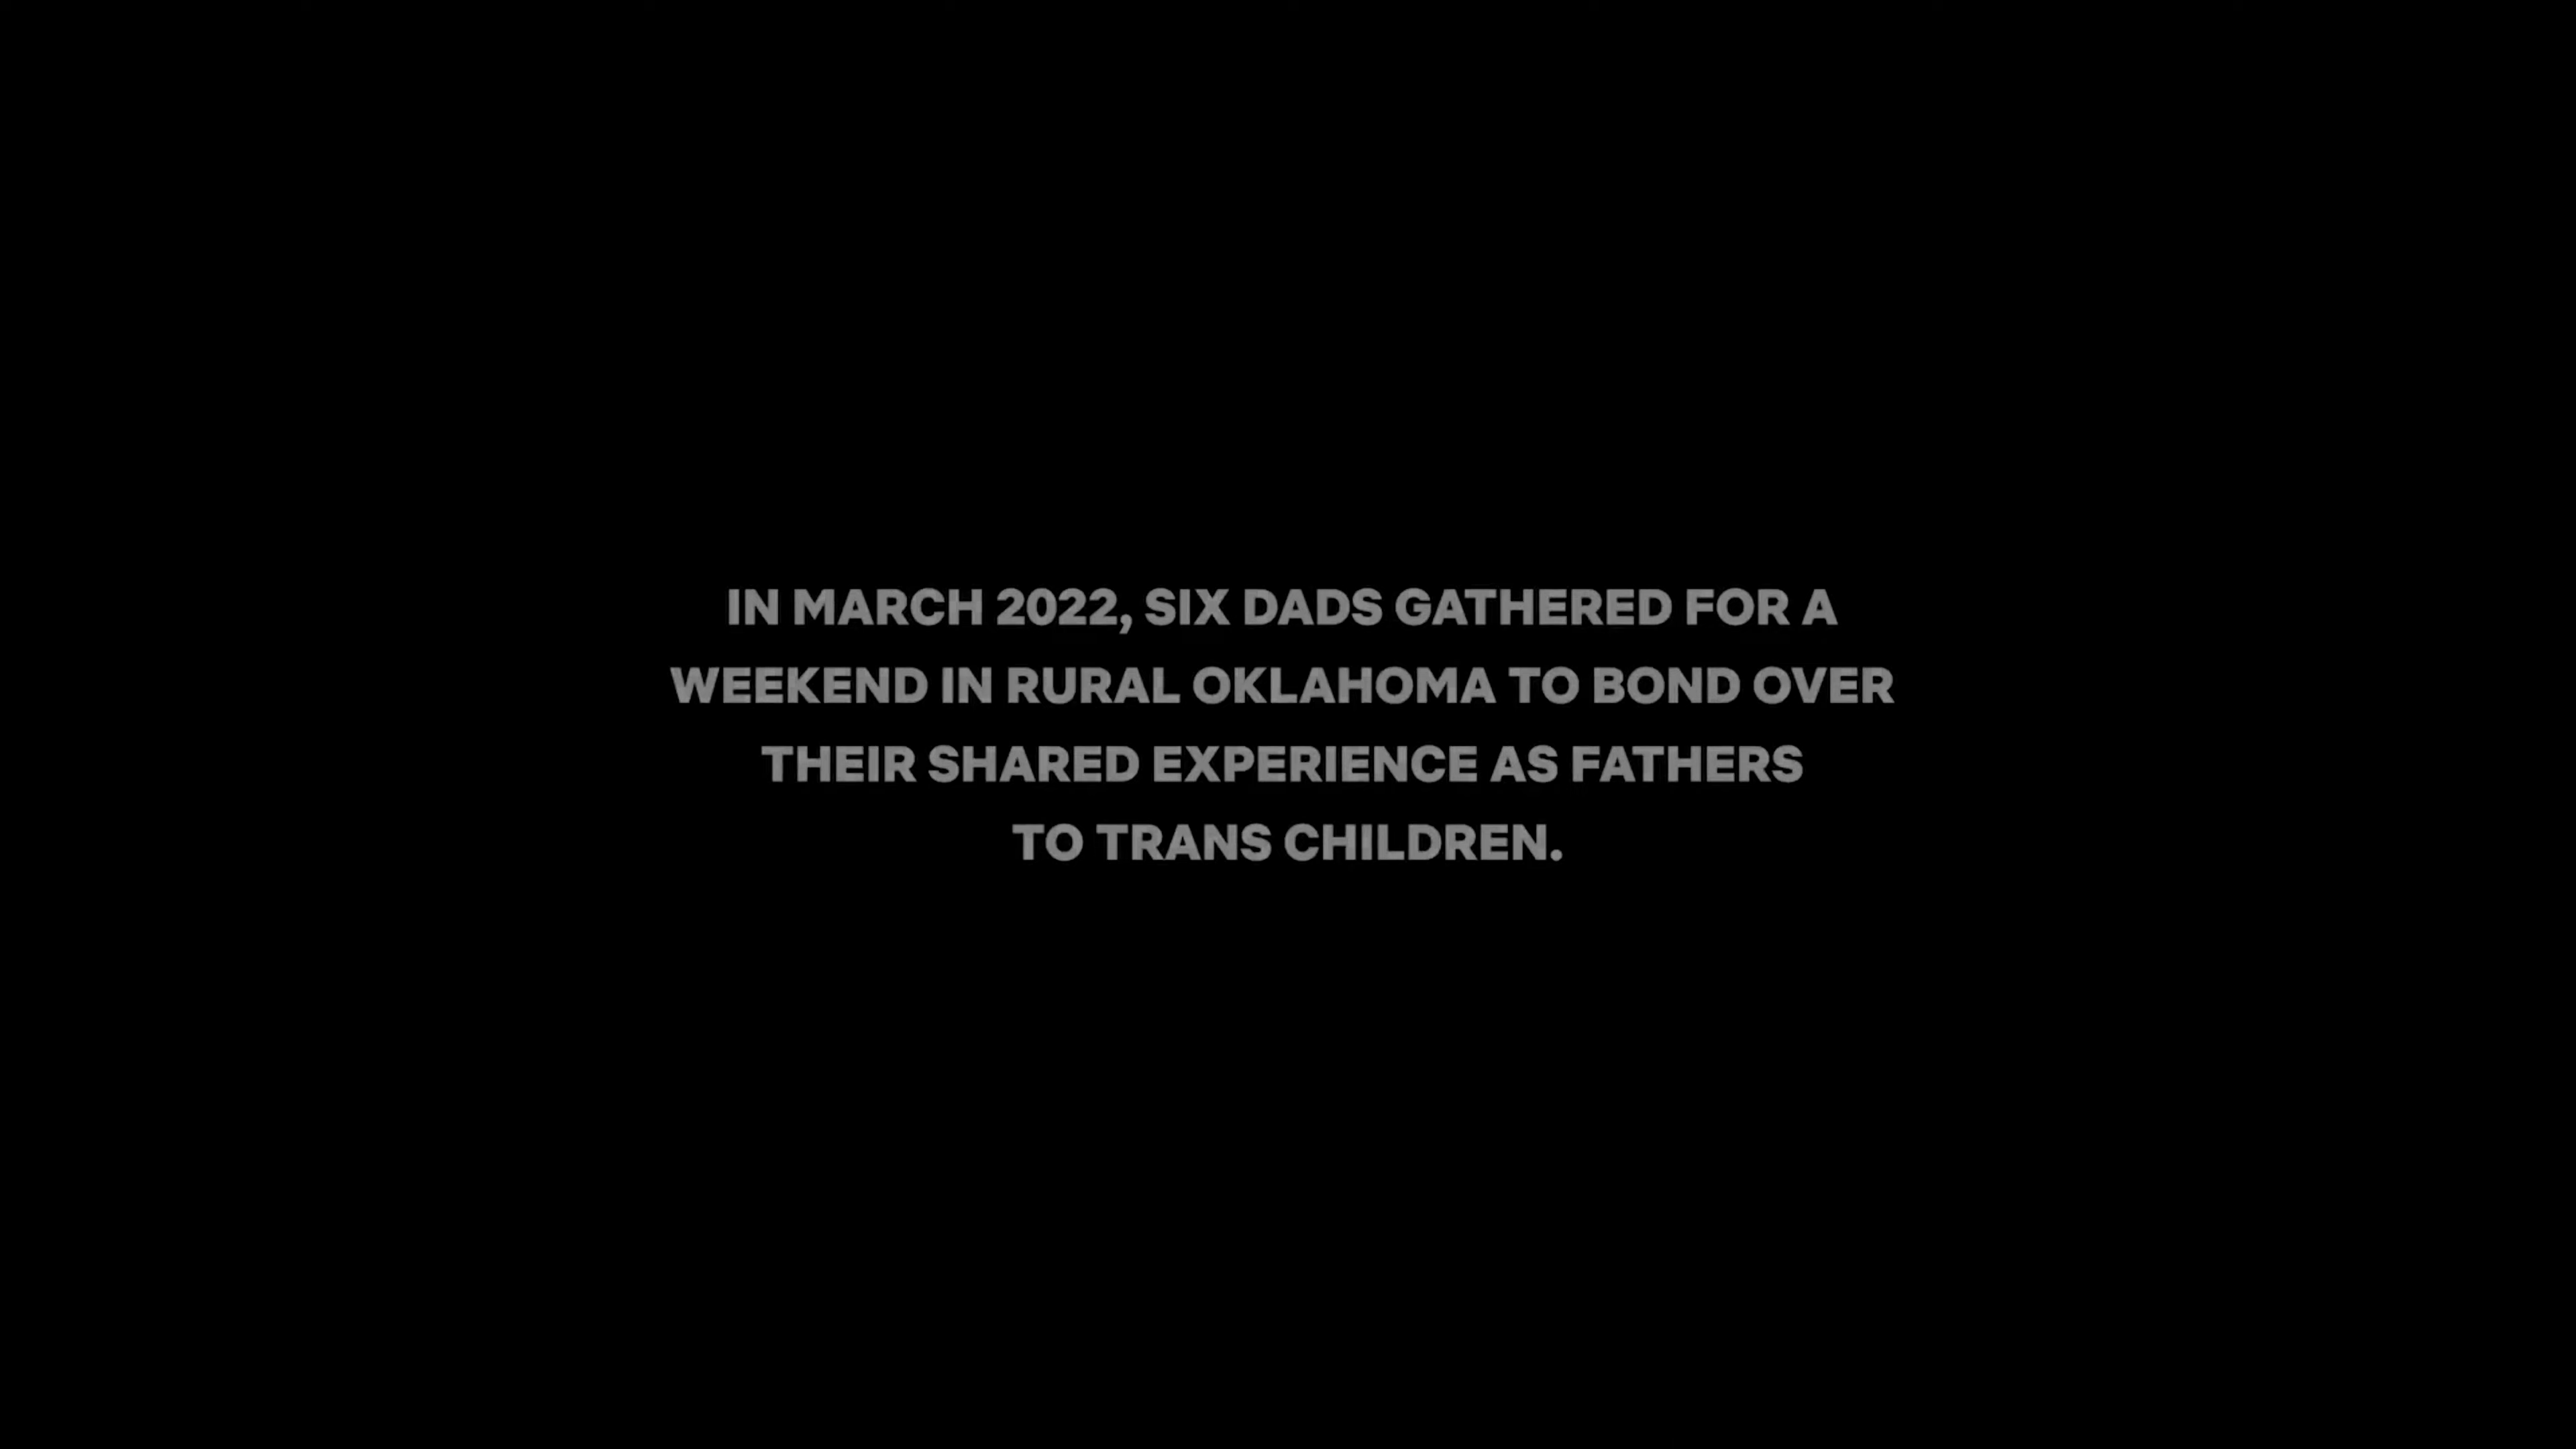 IN MARCH 2022, SIX DADS GATHERED FOR A
WEEKEND IN RURAL OKLAHOMA TO BOND OVER
THEIR SHARED EXPERIENCE AS FATHERS
TO TRANS CHILDREN.